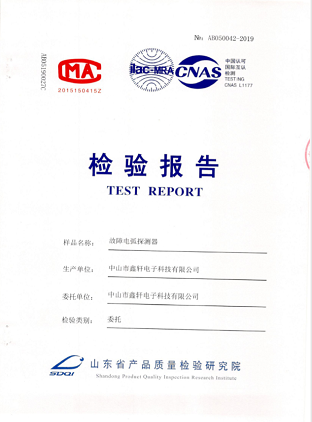 №. AB050042-2019
AB05190027C
CMA
2015150415Z
ilac-MRA
CNAS
中国认可
国际互认
检测
TESTING
CNAS L1177
检验报告
TEST REPORT
样品名称: 故障电弧探测器
生产单位: 中山市鑫轩电子科技有限公司
委托单位: 中山市鑫轩电子科技有限公司
检验类别: 委托
SDQI
山东省产品质量检验研究院
Shandong Product Quality Inspection Research Institute